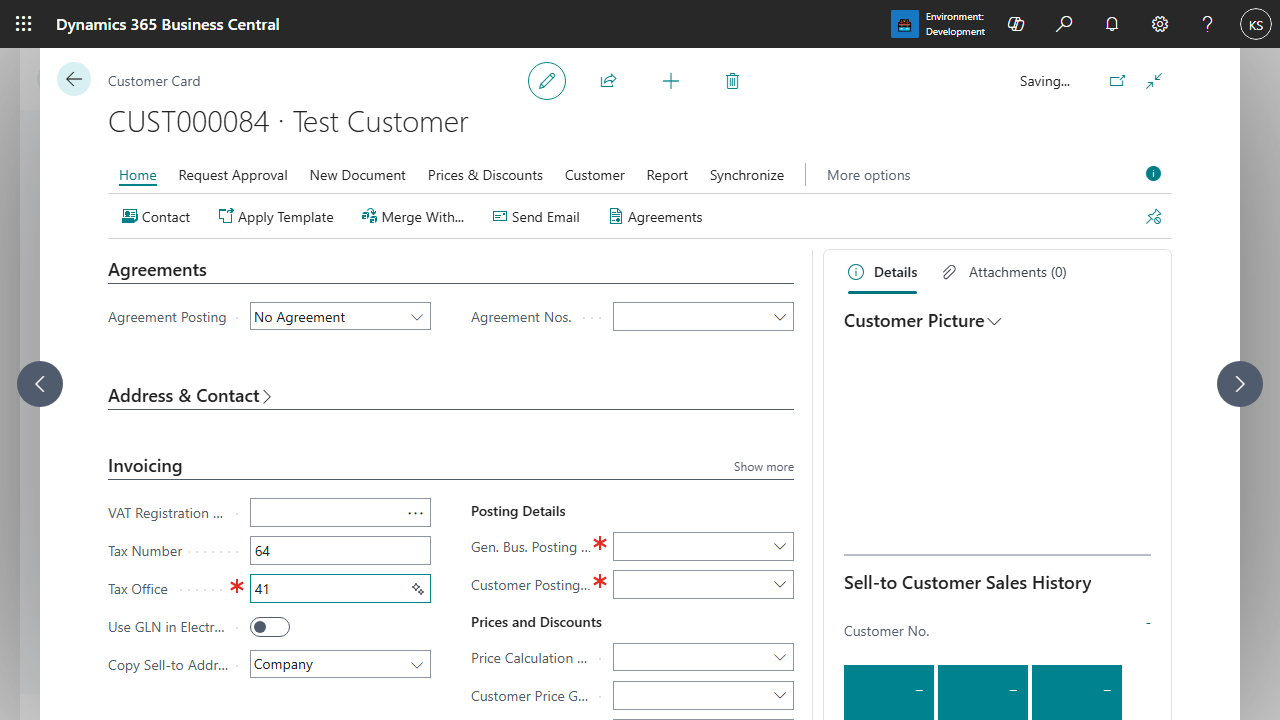 Dynamics 365 Business Central
Environment:
Development
KS
Customer Card
Saving...
CUST000084 · Test Customer
Home Request Approval New Document Prices & Discounts Customer Report Synchronize More options
Contact Apply Template Merge With... Send Email Agreements
Agreements
Agreement Posting No Agreement
Agreement Nos.
Address & Contact
Invoicing
Show more
VAT Registration ...
Tax Number 64
Tax Office * 41
Use GLN in Electr...
Copy Sell-to Addr... Company
Posting Details
Gen. Bus. Posting ... *
Customer Posting... *
Prices and Discounts
Price Calculation ...
Customer Price G...
Details Attachments (0)
Customer Picture
Sell-to Customer Sales History
Customer No. -
– – –